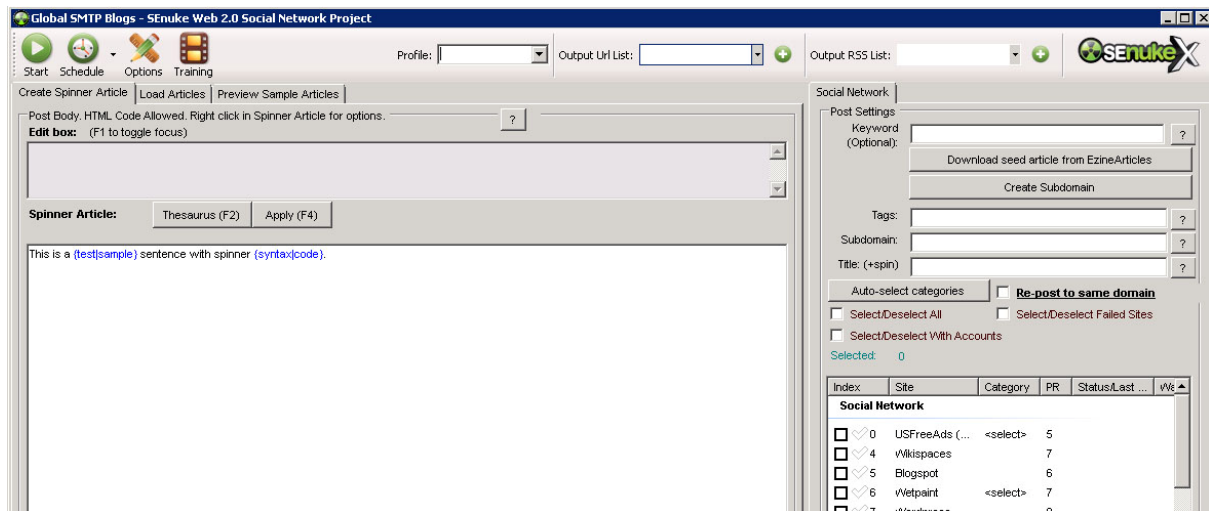 Global SMTP Blogs - SEnuke Web 2.0 Social Network Project
Start Schedule Options Training
Profile: Output Url List: Output RSS List: SEnukeX
Create Spinner Article Load Articles Preview Sample Articles
Post Body. HTML Code Allowed. Right click in Spinner Article for options. ?
Edit box: (F1 to toggle focus)
Spinner Article: Thesaurus (F2) Apply (F4)
This is a {test|sample} sentence with spinner {syntax|code}.
Social Network
Post Settings
Keyword
(Optional): ?
Download seed article from EzineArticles
Create Subdomain
Tags: ?
Subdomain: ?
Title: (+spin) ?
Auto-select categories Re-post to same domain
Select/Deselect All Select/Deselect Failed Sites
Select/Deselect With Accounts
Selected: 0
Index Site Category PR Status/Last ...
Social Network
0 USFreeAds (... <select> 5
4 Wikispaces 7
5 Blogspot 6
6 Wetpaint <select> 7
7